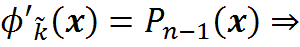 ϕ′_k̃(𝒙) = P_{n−1}(𝒙) ⇒